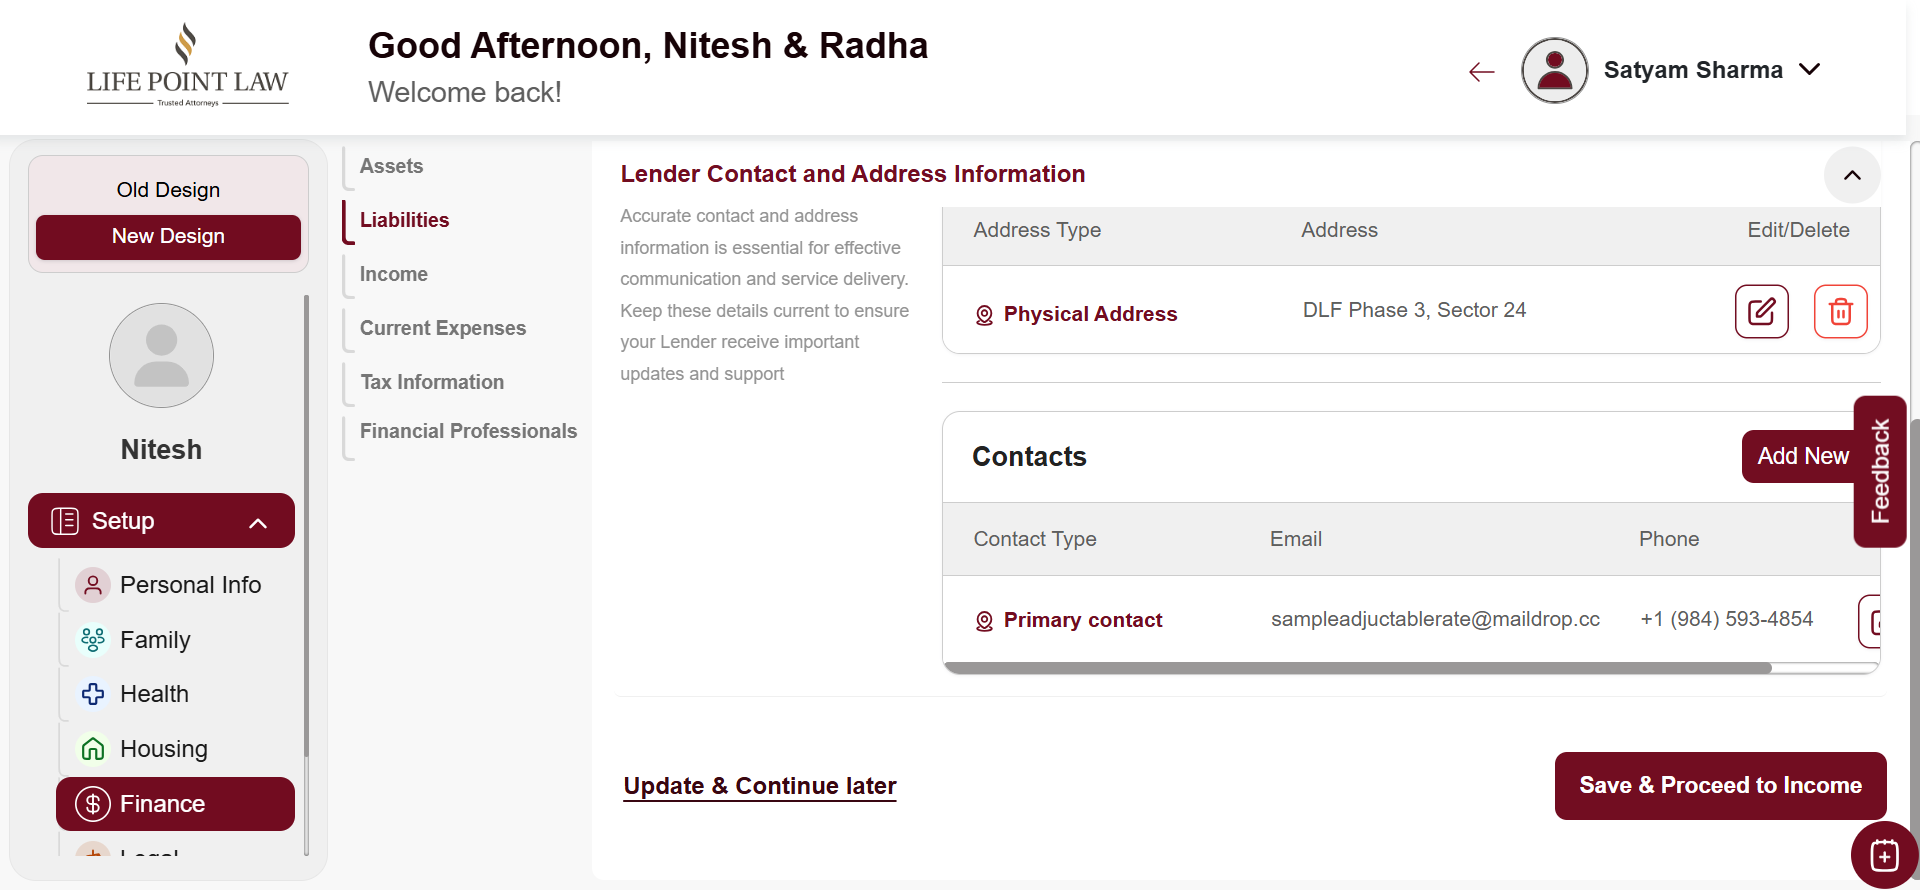 LIFE POINT LAW
Trusted Attorneys
Good Afternoon, Nitesh & Radha
Welcome back!
Satyam Sharma
Old Design
New Design
Nitesh
Setup
Personal Info
Family
Health
Housing
Finance
Legal
Assets
Liabilities
Income
Current Expenses
Tax Information
Financial Professionals
Lender Contact and Address Information
Accurate contact and address
information is essential for effective
communication and service delivery.
Keep these details current to ensure
your Lender receive important
updates and support
Address Type Address Edit/Delete
Physical Address DLF Phase 3, Sector 24
Contacts
Add New
Feedback
Contact Type Email Phone
Primary contact sampleadjuctablerate@maildrop.cc +1 (984) 593-4854
Update & Continue later
Save & Proceed to Income